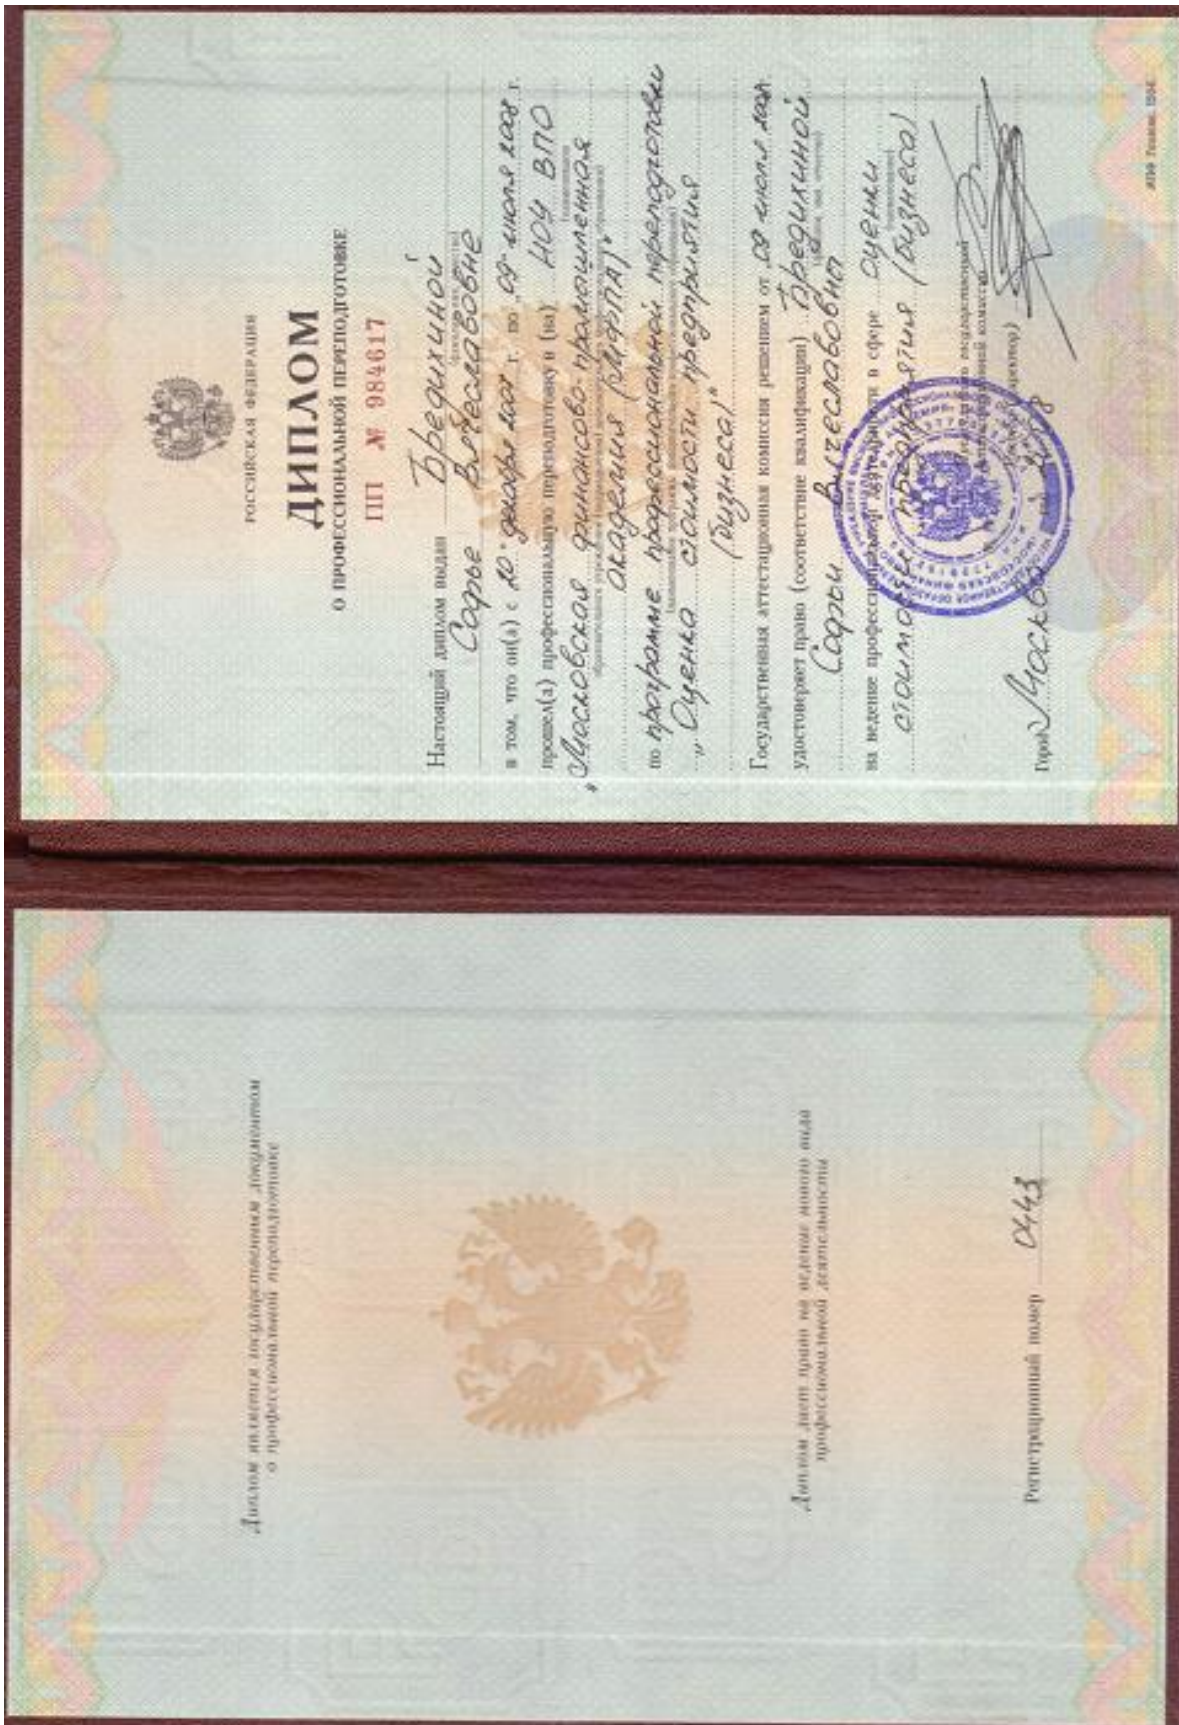 Диплом является государственным документом
о профессиональной переподготовке
Диплом дает право на ведение нового вида
профессиональной деятельности
Регистрационный номер 0443
РОССИЙСКАЯ ФЕДЕРАЦИЯ
ДИПЛОМ
О ПРОФЕССИОНАЛЬНОЙ ПЕРЕПОДГОТОВКЕ
ПП № 984617
Настоящий диплом выдан Бредихиной
Софье Вячеславовне
в том, что он(а) с „20“ декабря 2007 г. по „09“ июля 2008 г.
прошел(а) профессиональную переподготовку в (на) НОУ ВПО
„Московская финансово-промышленная
академия (МФПА)“
по программе профессиональной переподготовки
„Оценка стоимости предприятия
(бизнеса)“
Государственная аттестационная комиссия решением от 09 июля
удостоверяет право (соответствие квалификации) Бредихиной
Софьи Вячеславовны
на ведение профессиональной деятельности в сфере оценки
стоимости предприятия (бизнеса)
Город Москва